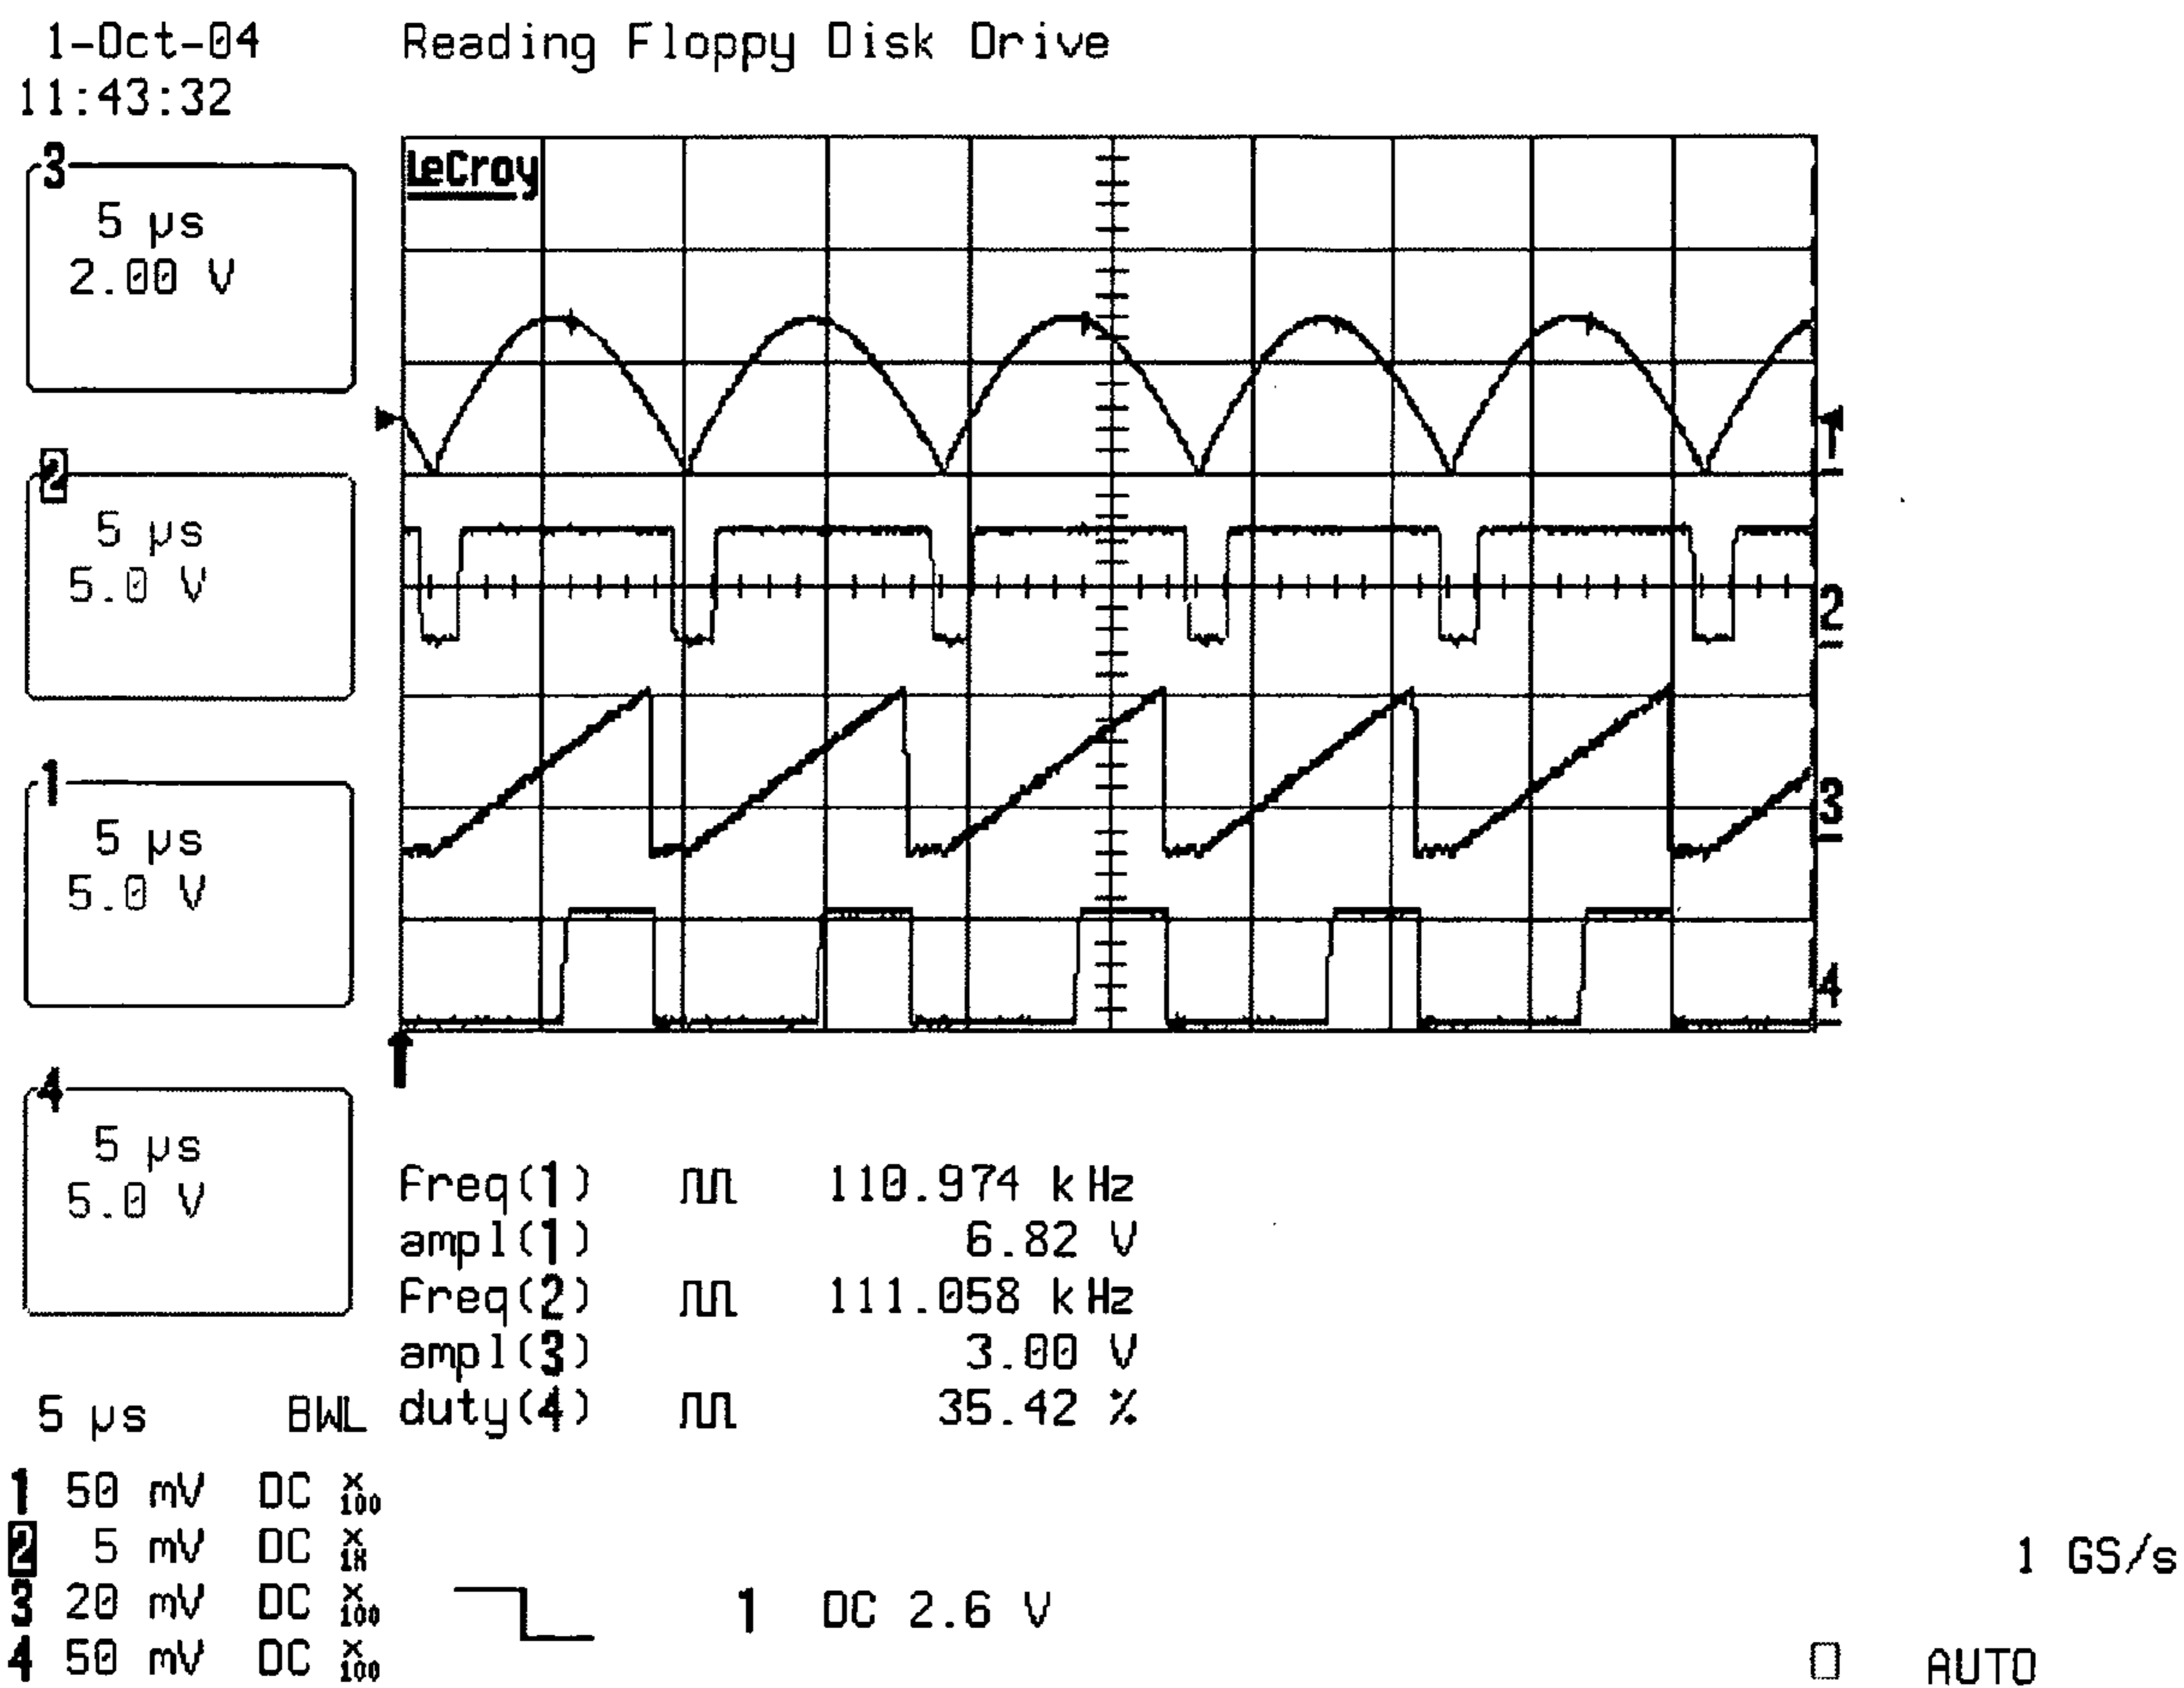 1-Oct-04
11:43:32
Reading Floppy Disk Drive
3
5 µs
2.00 V
2
5 µs
5.0 V
1
5 µs
5.0 V
4
5 µs
5.0 V
LeCroy
1
2
3
4
freq(1) 110.974 kHz
ampl(1) 6.82 V
freq(2) 111.058 kHz
ampl(3) 3.00 V
duty(4) 35.42 %
5 µs BWL
1 50 mV DC X100
2 5 mV DC X1K
3 20 mV DC X100
4 50 mV DC X100
1 DC 2.6 V
1 GS/s
AUTO